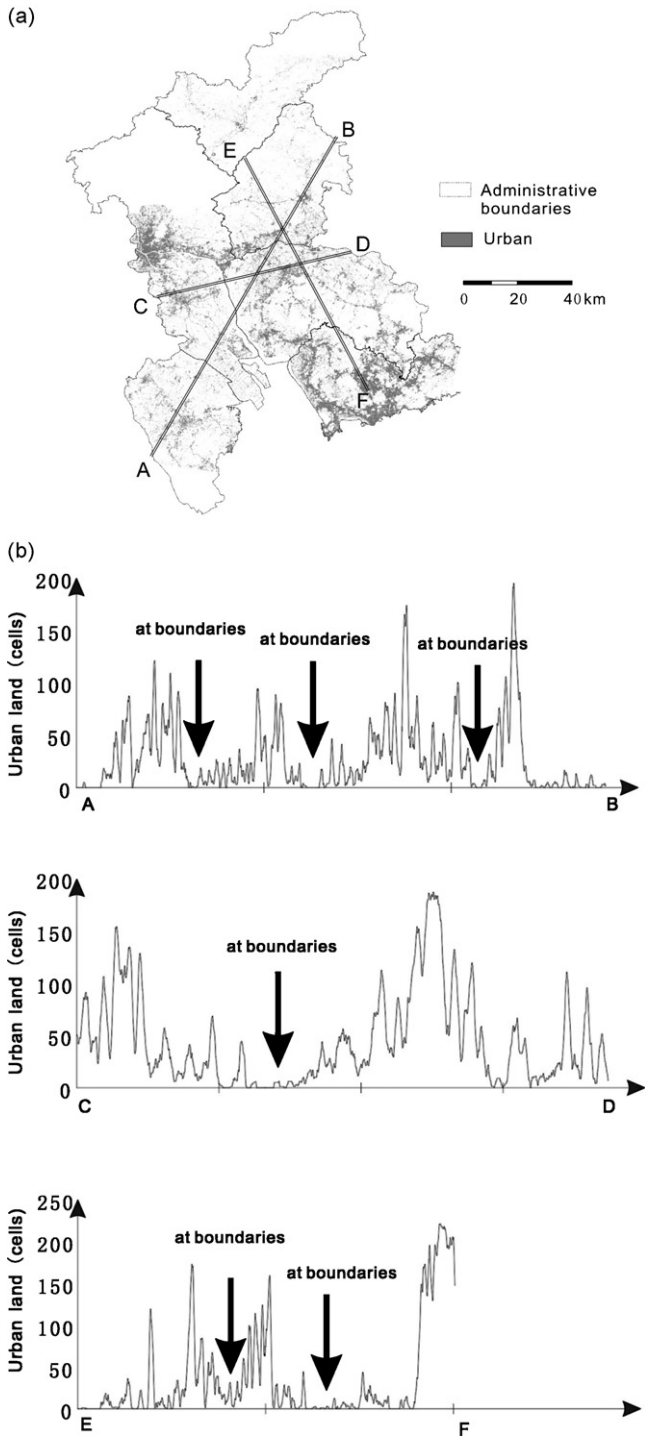 (a)
B
E
Administrative
boundaries
D
Urban
C
0 20 40 km
F
A
(b)
Urban land (cells)
200
150
100
50
0
at boundaries
at boundaries
at boundaries
A
B
Urban land (cells)
200
150
100
50
0
at boundaries
C
D
Urban land (cells)
250
200
150
100
50
0
at boundaries
at boundaries
E
F